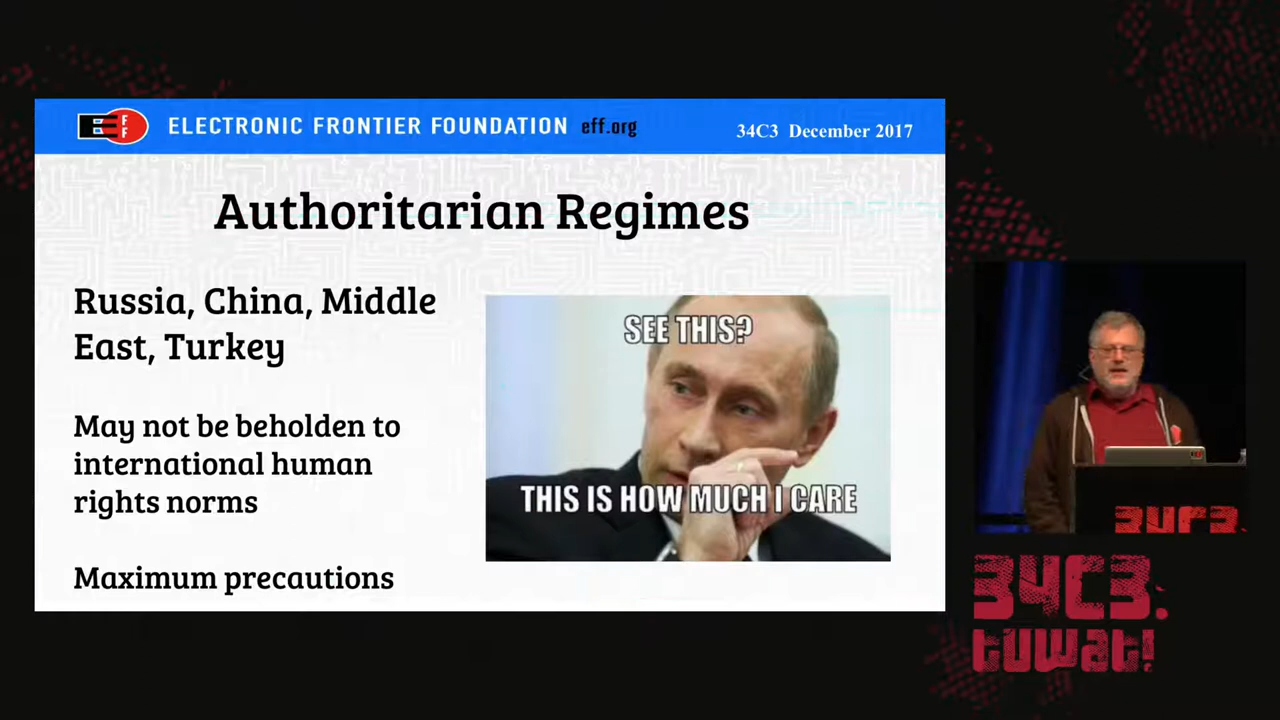 EFF
ELECTRONIC FRONTIER FOUNDATION eff.org
34C3 December 2017
Authoritarian Regimes
Russia, China, Middle
East, Turkey
May not be beholden to
international human
rights norms
Maximum precautions
SEE THIS?
THIS IS HOW MUCH I CARE
34C3.
34C3.
tuwat!